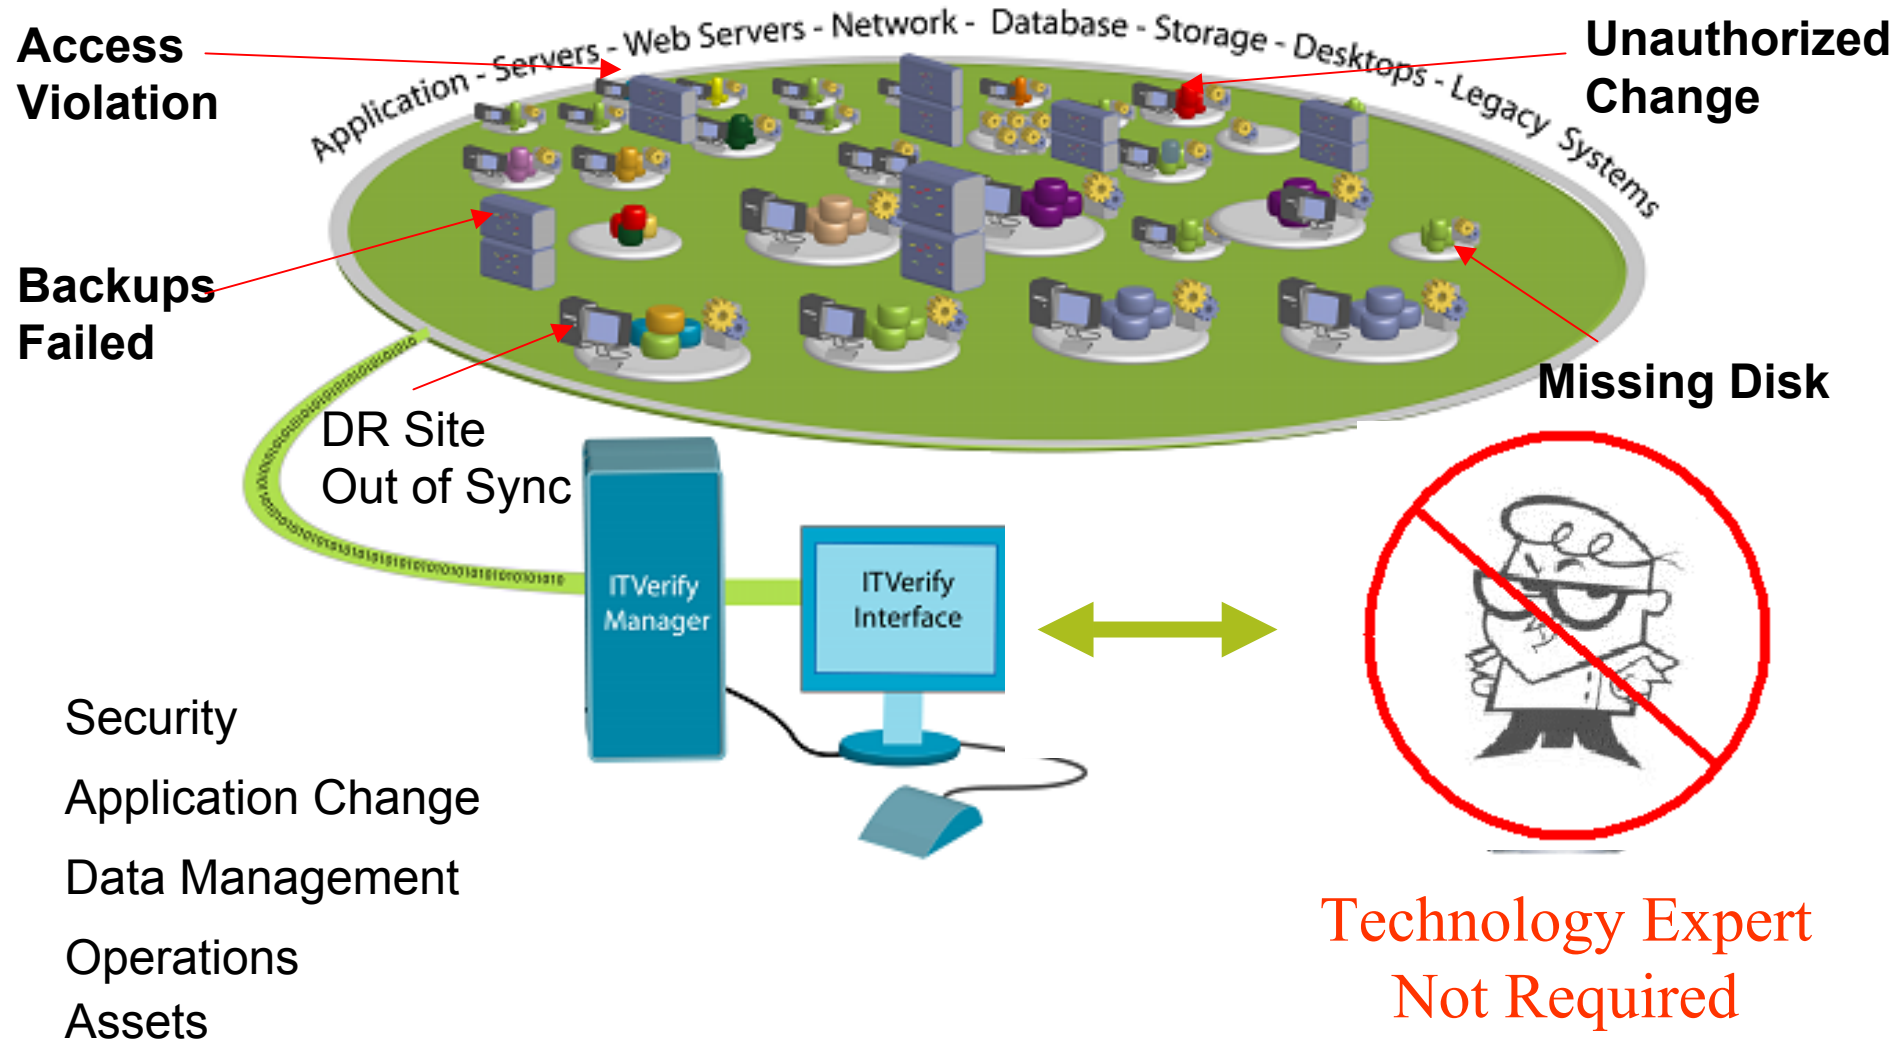 Access
Violation
Application - Servers - Web Servers - Network - Database - Storage - Desktops - Legacy Systems
Unauthorized
Change
Backups
Failed
Missing Disk
DR Site
Out of Sync
ITVerify
Manager
ITVerify
Interface
Security
Application Change
Data Management
Operations
Assets
Technology Expert
Not Required